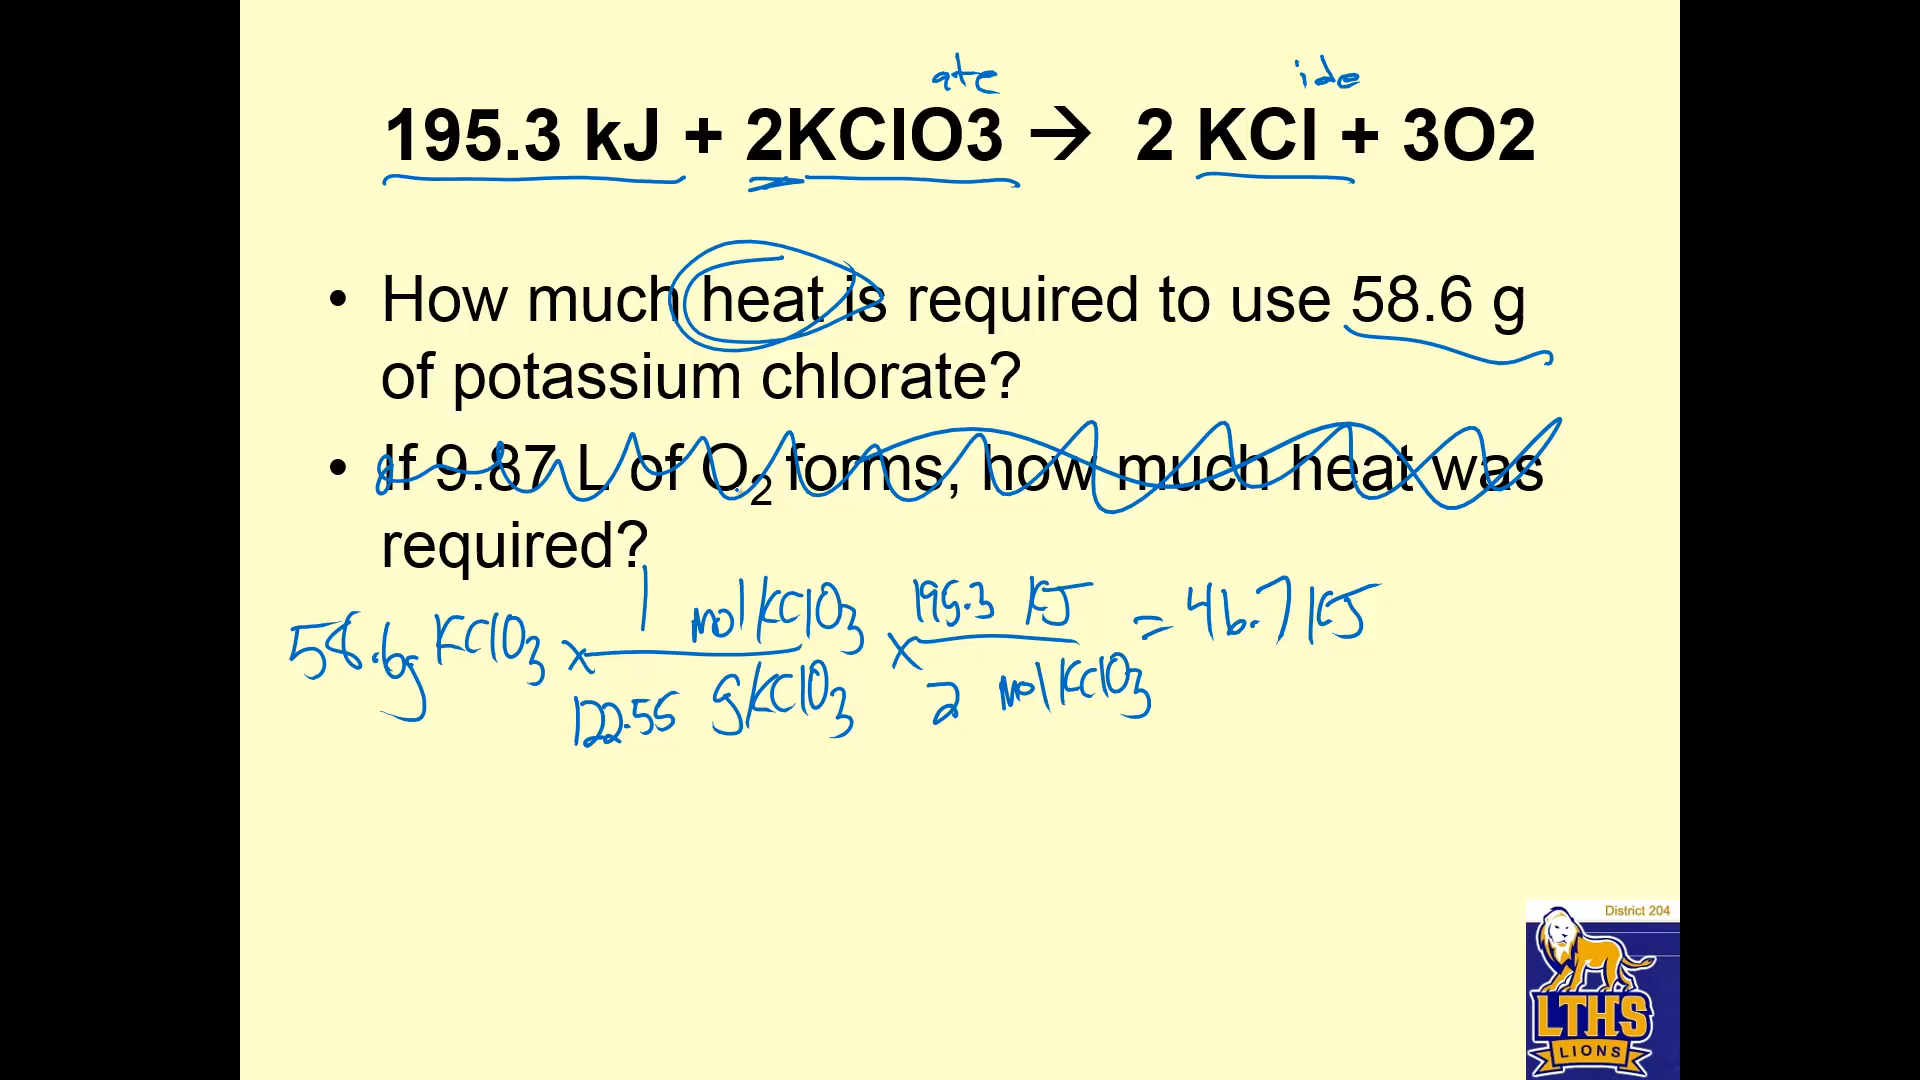 ate ide
195.3 kJ + 2KClO3 → 2 KCl + 3O2
• How much heat is required to use 58.6 g
of potassium chlorate?
• If 9.87 L of O2 forms, how much heat was
required?
58.6g KClO3 x 1 mol KClO3 x 195.3 KJ = 46.7 KJ
122.55 g KClO3 2 mol KClO3
District 204
LTHS
LIONS